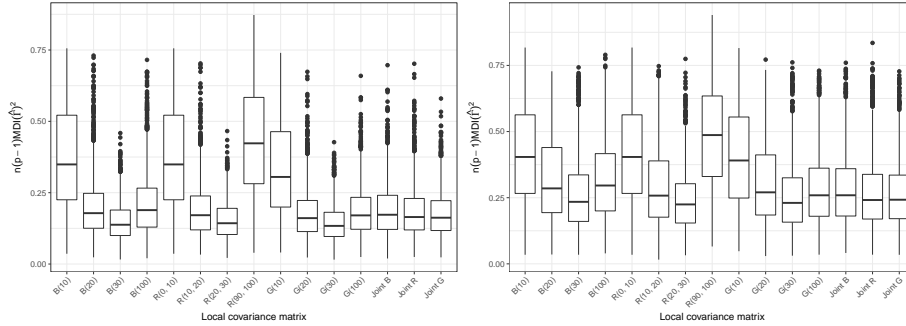 n(p − 1)MDI(Γ̂)²
0.75
0.50
0.25
0.00
B(10)
B(20)
B(30)
B(100)
R(0, 10)
R(10, 20)
R(20, 30)
R(90, 100)
G(10)
G(20)
G(30)
G(100)
Joint B
Joint R
Joint G
Local covariance matrix
n(p − 1)MDI(Γ̂)²
0.75
0.50
0.25
0.00
B(10)
B(20)
B(30)
B(100)
R(0, 10)
R(10, 20)
R(20, 30)
R(90, 100)
G(10)
G(20)
G(30)
G(100)
Joint B
Joint R
Joint G
Local covariance matrix